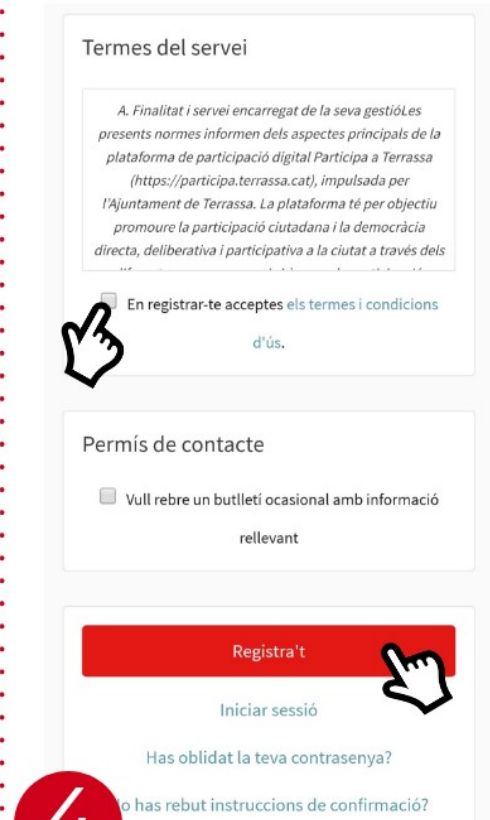 Termes del servei
A. Finalitat i servei encarregat de la seva gestióLes
presents normes informen dels aspectes principals de la
plataforma de participació digital Participa a Terrassa
(https://participa.terrassa.cat), impulsada per
l'Ajuntament de Terrassa. La plataforma té per objectiu
promoure la participació ciutadana i la democràcia
directa, deliberativa i participativa a la ciutat a través dels
En registrar-te acceptes els termes i condicions
d'ús.
Permís de contacte
Vull rebre un butlletí ocasional amb informació
rellevant
Registra't
Iniciar sessió
Has oblidat la teva contrasenya?
has rebut instruccions de confirmació?
4